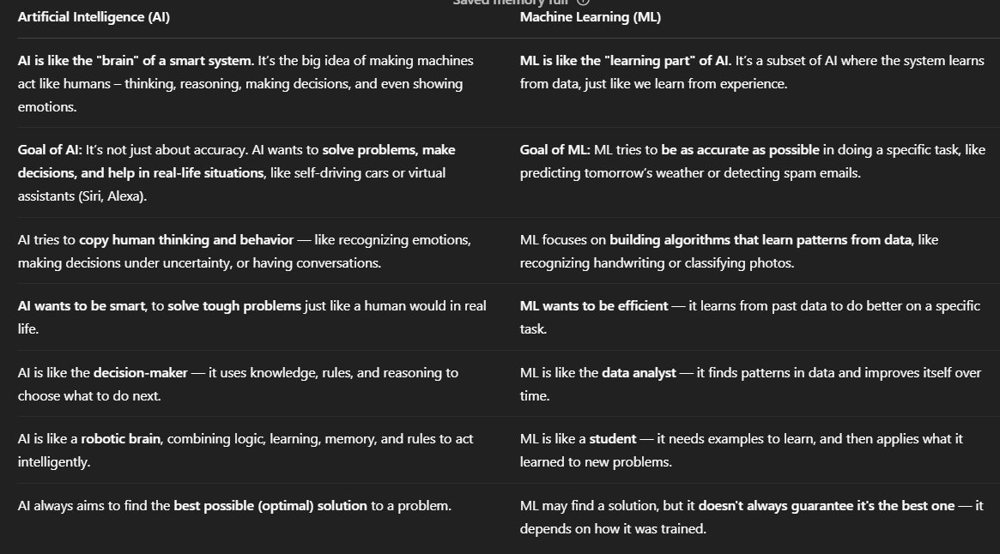 Saved memory full
Artificial Intelligence (AI)
Machine Learning (ML)
AI is like the "brain" of a smart system. It's the big idea of making machines
act like humans – thinking, reasoning, making decisions, and even showing
emotions.
ML is like the "learning part" of AI. It's a subset of AI where the system learns
from data, just like we learn from experience.
Goal of AI: It's not just about accuracy. AI wants to solve problems, make
decisions, and help in real-life situations, like self-driving cars or virtual
assistants (Siri, Alexa).
Goal of ML: ML tries to be as accurate as possible in doing a specific task, like
predicting tomorrow's weather or detecting spam emails.
AI tries to copy human thinking and behavior — like recognizing emotions,
making decisions under uncertainty, or having conversations.
ML focuses on building algorithms that learn patterns from data, like
recognizing handwriting or classifying photos.
AI wants to be smart, to solve tough problems just like a human would in real
life.
ML wants to be efficient — it learns from past data to do better on a specific
task.
AI is like the decision-maker — it uses knowledge, rules, and reasoning to
choose what to do next.
ML is like the data analyst — it finds patterns in data and improves itself over
time.
AI is like a robotic brain, combining logic, learning, memory, and rules to act
intelligently.
ML is like a student — it needs examples to learn, and then applies what it
learned to new problems.
AI always aims to find the best possible (optimal) solution to a problem.
ML may find a solution, but it doesn't always guarantee it's the best one — it
depends on how it was trained.